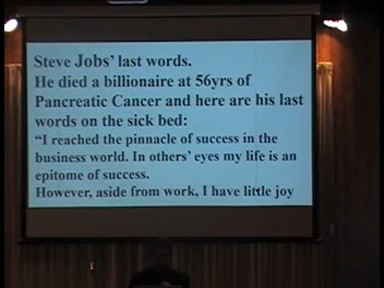 Steve Jobs' last words.
He died a billionaire at 56yrs of
Pancreatic Cancer and here are his last
words on the sick bed:
"I reached the pinnacle of success in the
business world. In others' eyes my life is an
epitome of success.
However, aside from work, I have little joy